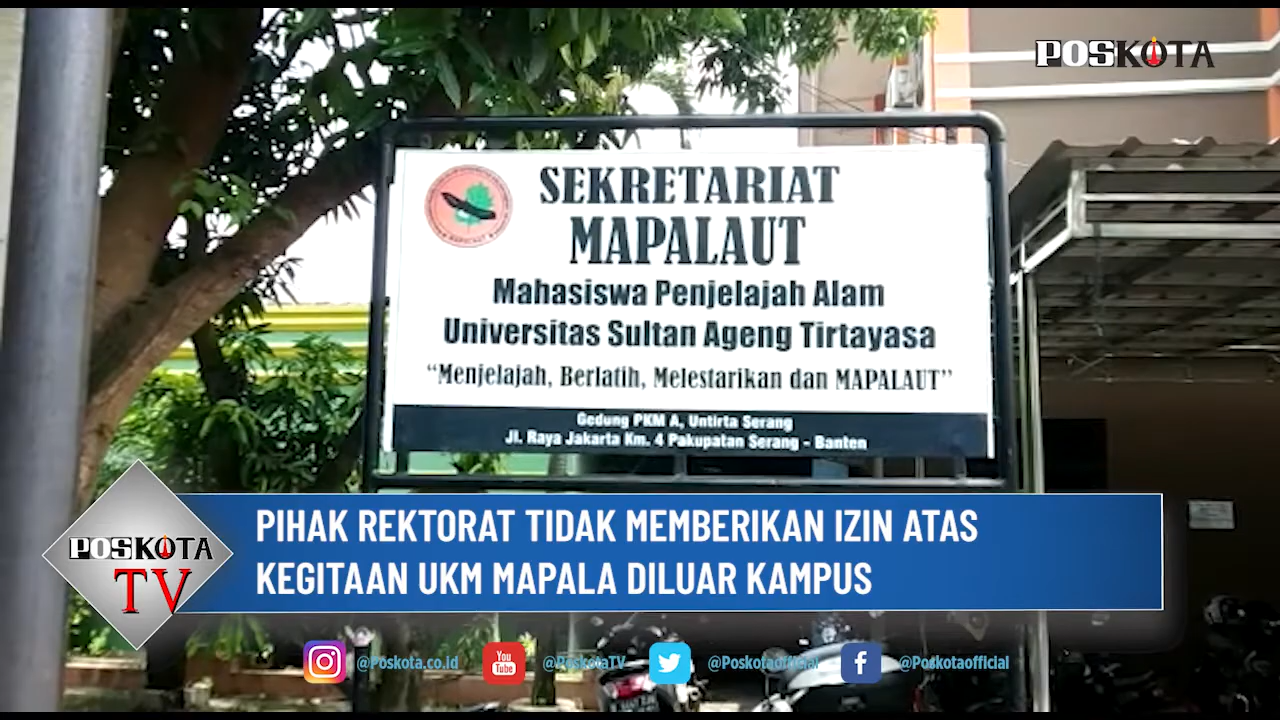 POSKOTA
SEKRETARIAT
MAPALAUT
Mahasiswa Penjelajah Alam
Universitas Sultan Ageng Tirtayasa
“Menjelajah, Berlatih, Melestarikan dan MAPALAUT”
Gedung PKM A, Untirta Serang
Jl. Raya Jakarta Km. 4 Pakupatan Serang - Banten
POSKOTA
TV
PIHAK REKTORAT TIDAK MEMBERIKAN IZIN ATAS
KEGITAAN UKM MAPALA DILUAR KAMPUS
@Poskota.co.id
You
Tube
@PoskotaTV
@Poskotaofficial
@Poskotaofficial